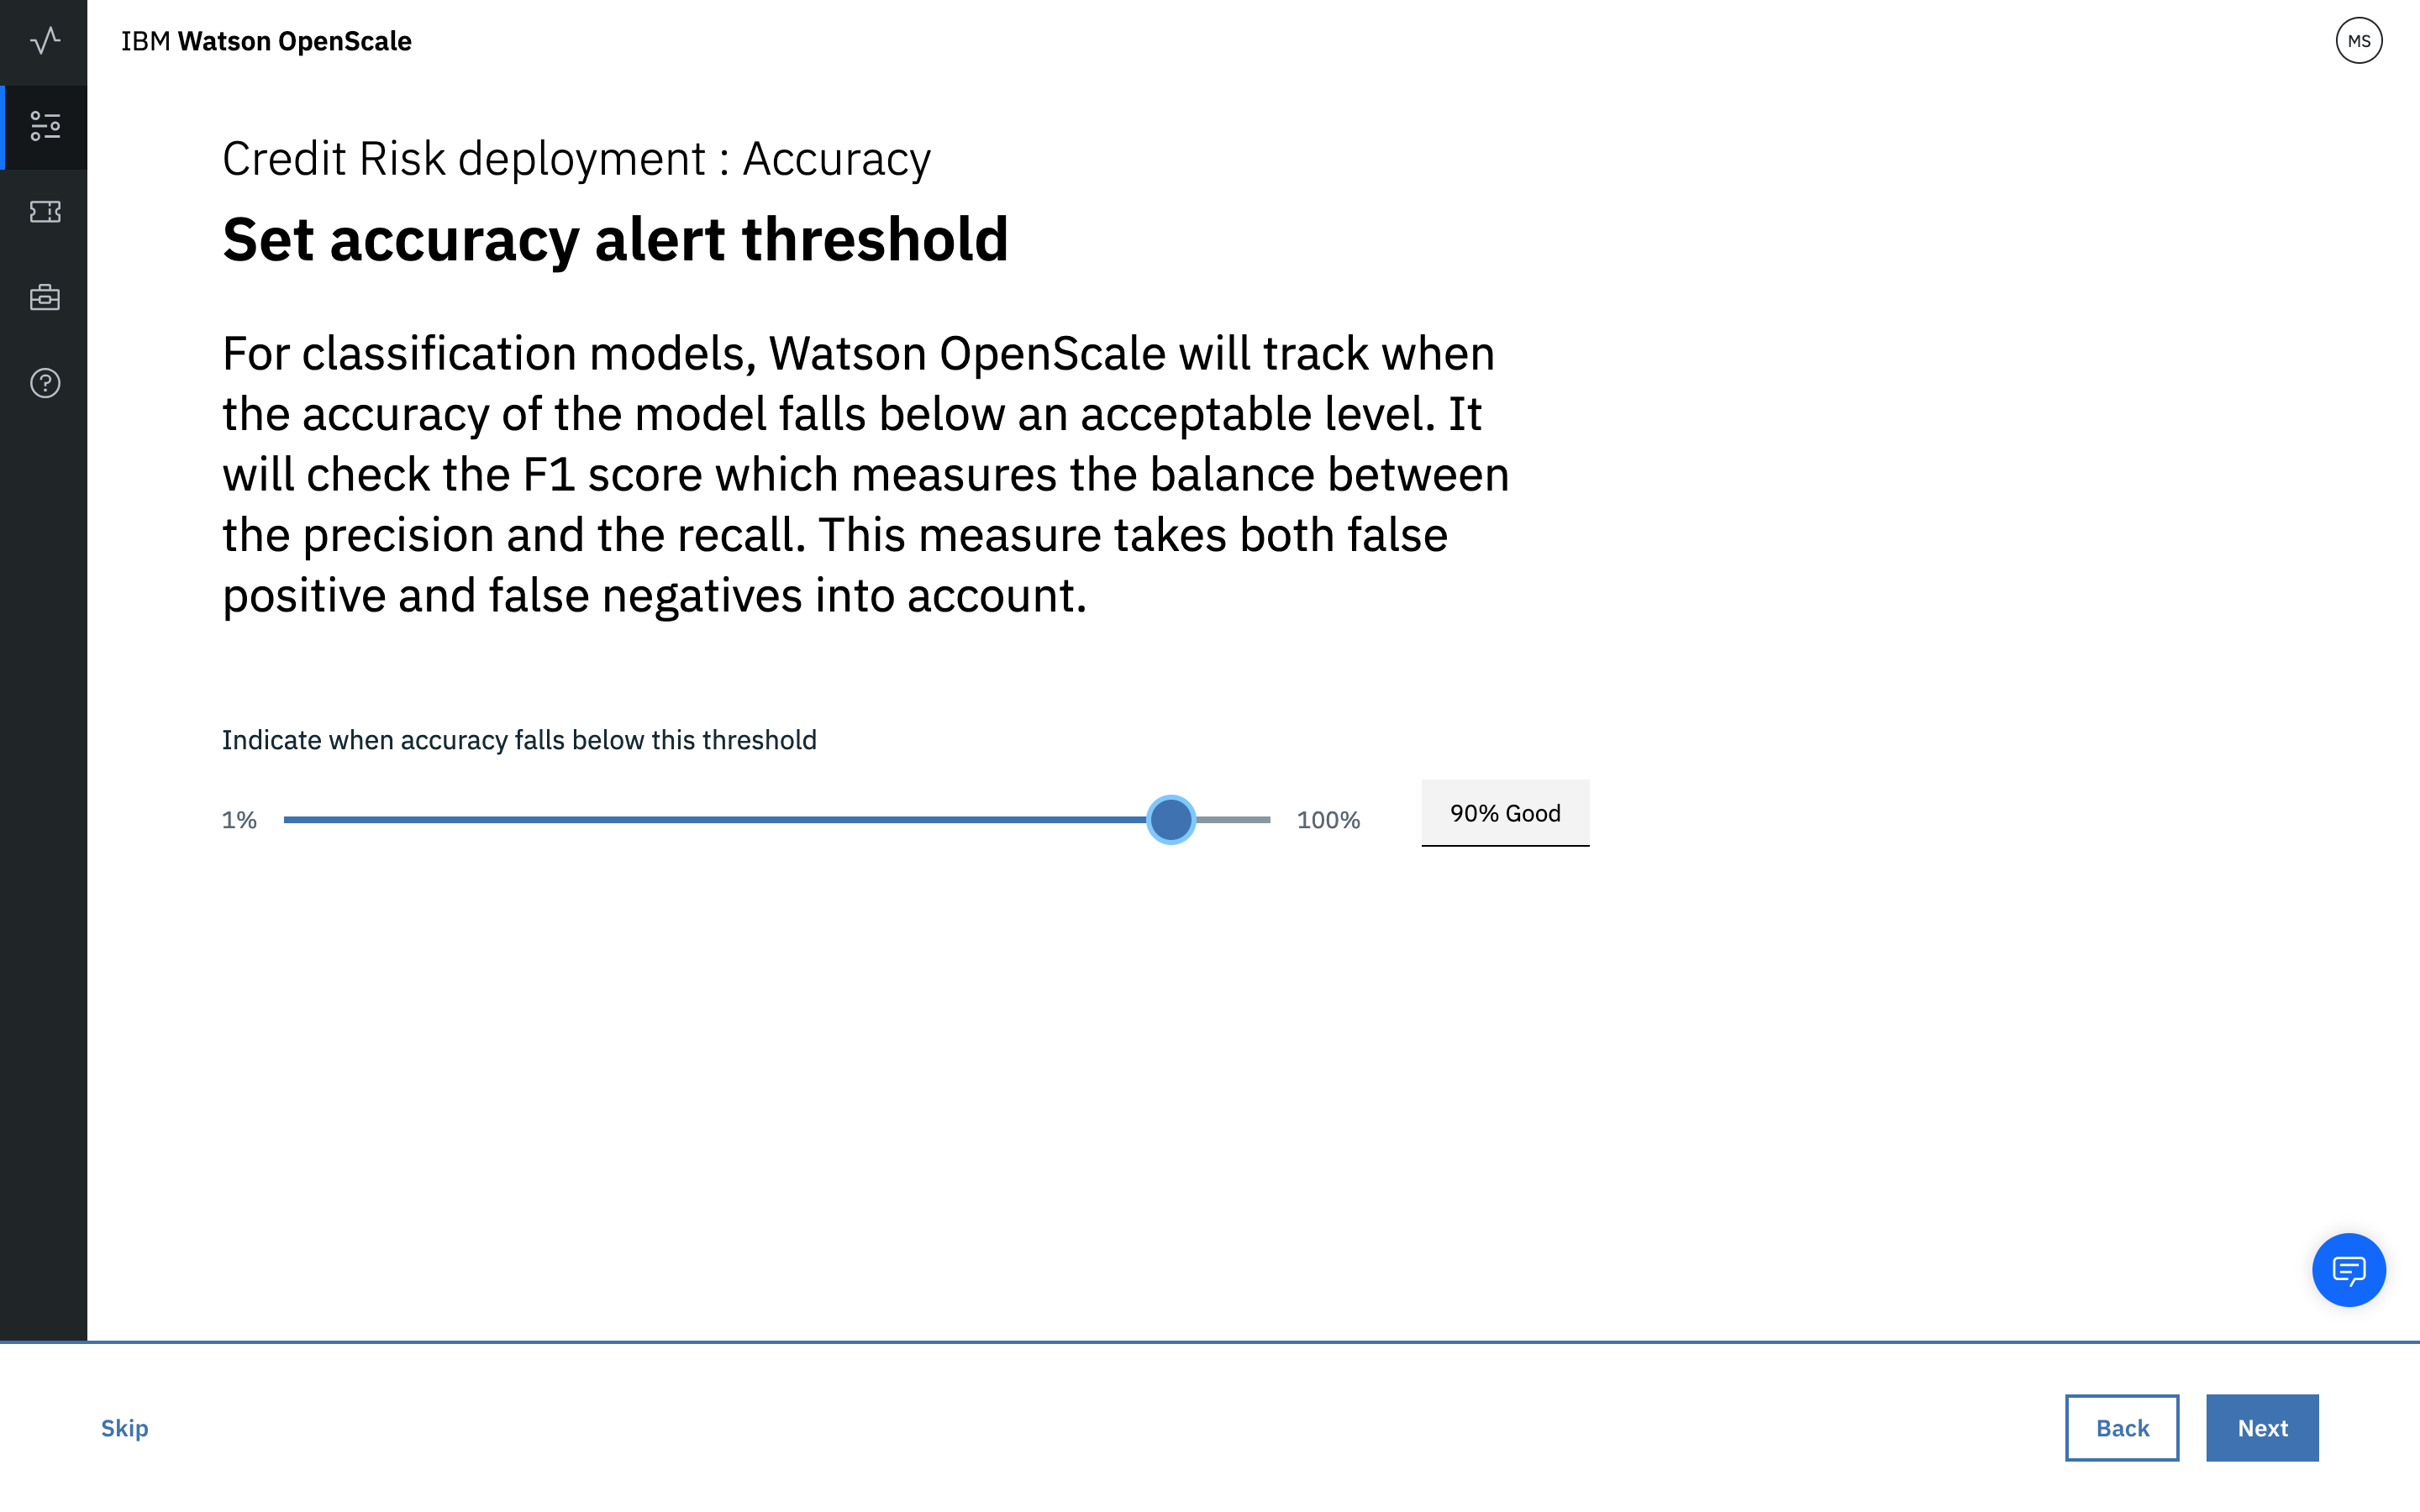 IBM Watson OpenScale
MS
Credit Risk deployment : Accuracy
Set accuracy alert threshold
For classification models, Watson OpenScale will track when
the accuracy of the model falls below an acceptable level. It
will check the F1 score which measures the balance between
the precision and the recall. This measure takes both false
positive and false negatives into account.
Indicate when accuracy falls below this threshold
1%
100%
90% Good
Skip
Back
Next